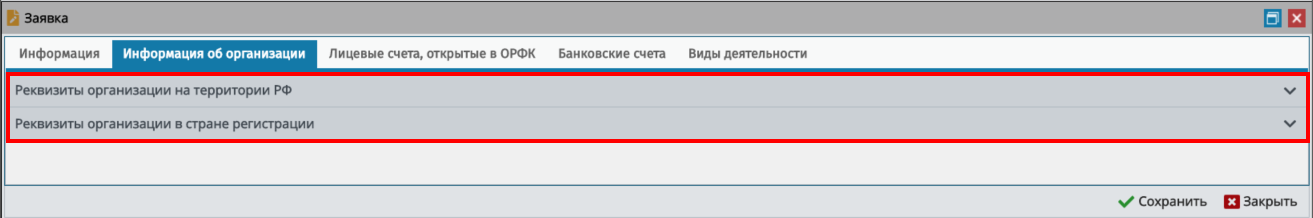 Заявка
Информация Информация об организации Лицевые счета, открытые в ОРФК Банковские счета Виды деятельности
Реквизиты организации на территории РФ
Реквизиты организации в стране регистрации
Сохранить Закрыть